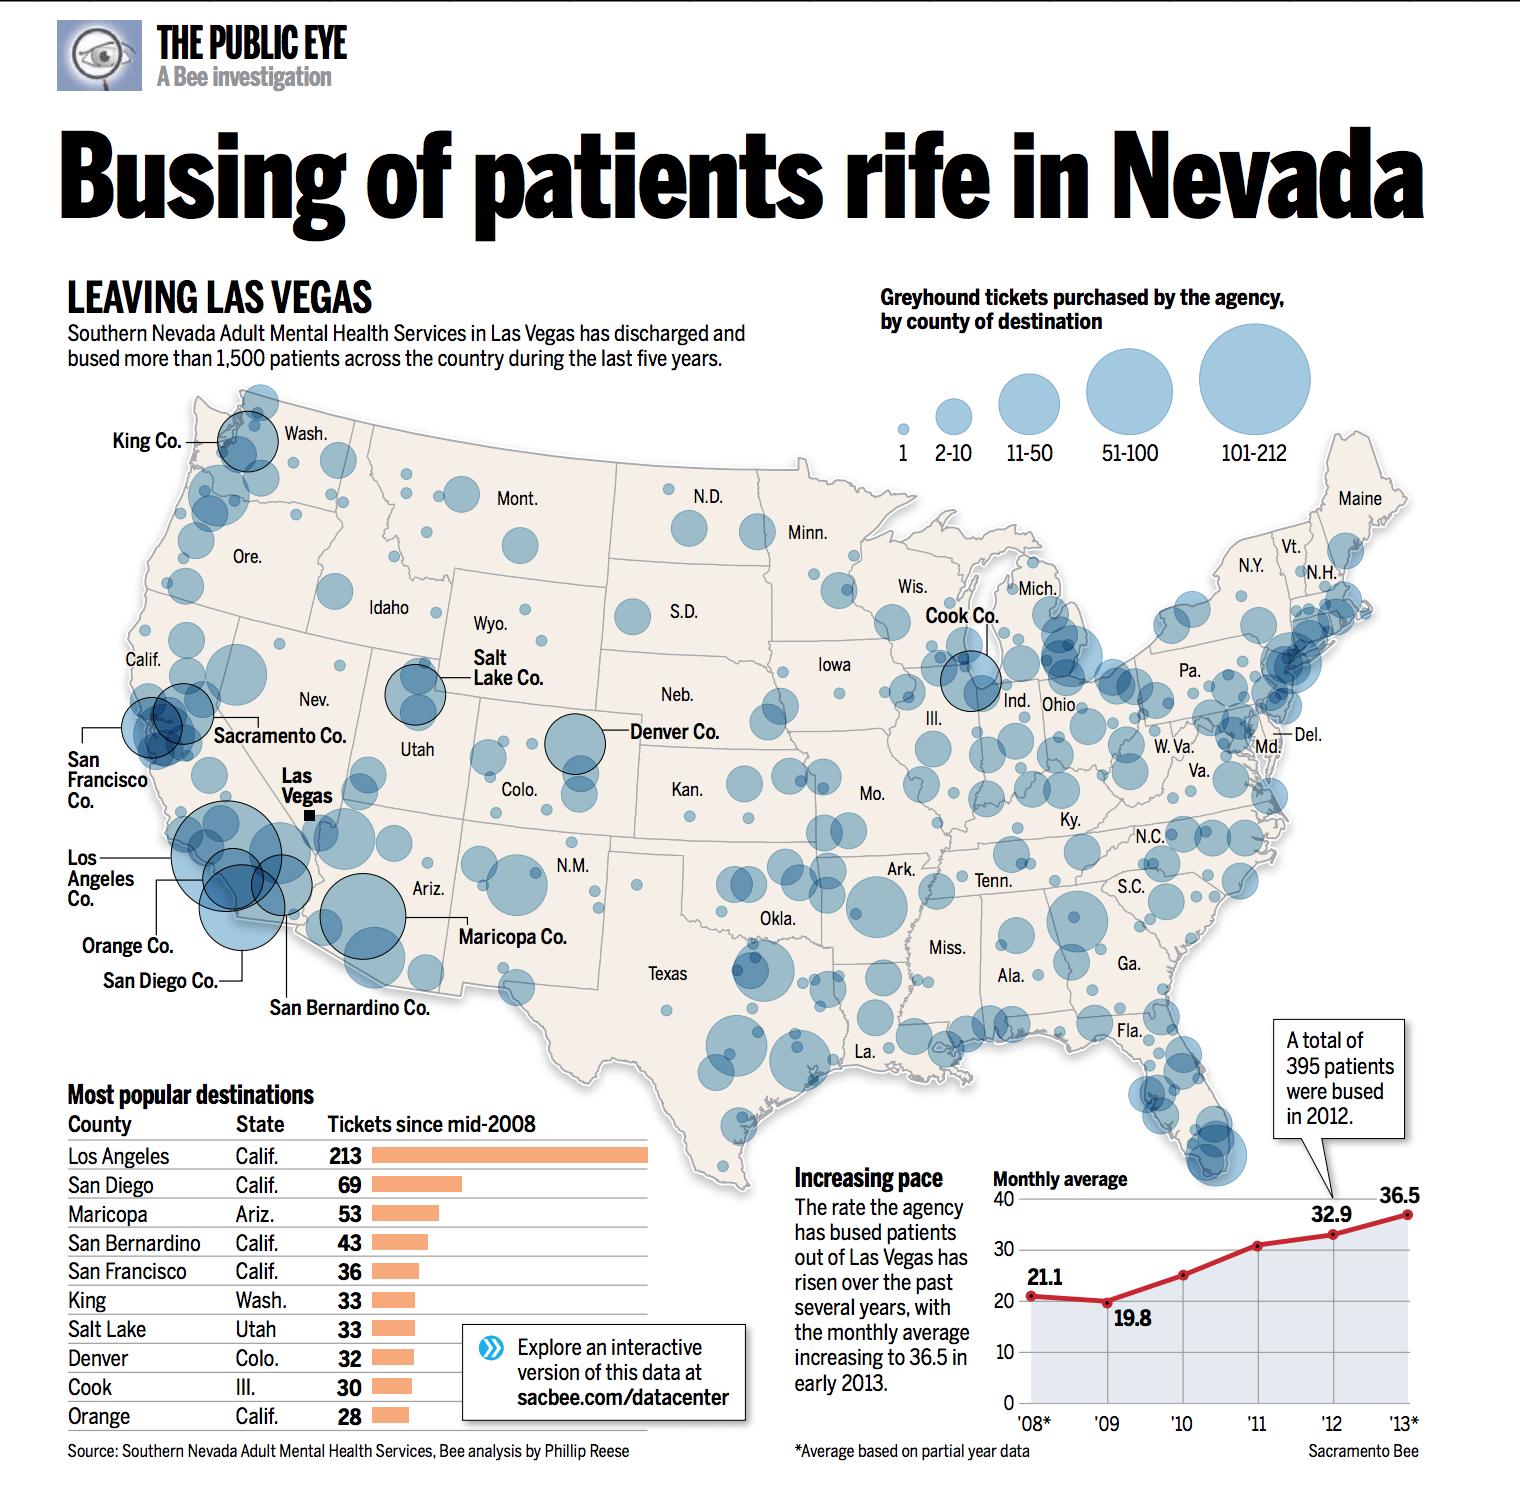 THE PUBLIC EYE
A Bee investigation
Busing of patients rife in Nevada
LEAVING LAS VEGAS
Southern Nevada Adult Mental Health Services in Las Vegas has discharged and
bused more than 1,500 patients across the country during the last five years.
Greyhound tickets purchased by the agency,
by county of destination
1
2-10
11-50
51-100
101-212
King Co.
Wash.
Mont.
N.D.
Minn.
Maine
Vt.
N.H.
N.Y.
Ore.
Idaho
Wyo.
S.D.
Wis.
Mich.
Cook Co.
Calif.
Nev.
Salt
Lake Co.
Neb.
Iowa
Pa.
Ill.
Ind.
Ohio
Sacramento Co.
Utah
Denver Co.
W. Va.
Md.
Del.
San
Francisco
Co.
Las
Vegas
Colo.
Kan.
Mo.
Va.
Ky.
N.C.
Los
Angeles
Co.
Ariz.
N.M.
Ark.
Tenn.
S.C.
Okla.
Orange Co.
Maricopa Co.
Miss.
Ala.
Ga.
San Diego Co.
Texas
San Bernardino Co.
La.
Fla.
Most popular destinations
County State Tickets since mid-2008
Los Angeles Calif. 213
San Diego Calif. 69
Maricopa Ariz. 53
San Bernardino Calif. 43
San Francisco Calif. 36
King Wash. 33
Salt Lake Utah 33
Denver Colo. 32
Cook Ill. 30
Orange Calif. 28
Explore an interactive
version of this data at
sacbee.com/datacenter
Source: Southern Nevada Adult Mental Health Services, Bee analysis by Phillip Reese
Increasing pace
The rate the agency
has bused patients
out of Las Vegas has
risen over the past
several years, with
the monthly average
increasing to 36.5 in
early 2013.
A total of
395 patients
were bused
in 2012.
Monthly average
40
30
20
10
0
21.1
19.8
32.9
36.5
'08* '09 '10 '11 '12 '13*
*Average based on partial year data
Sacramento Bee